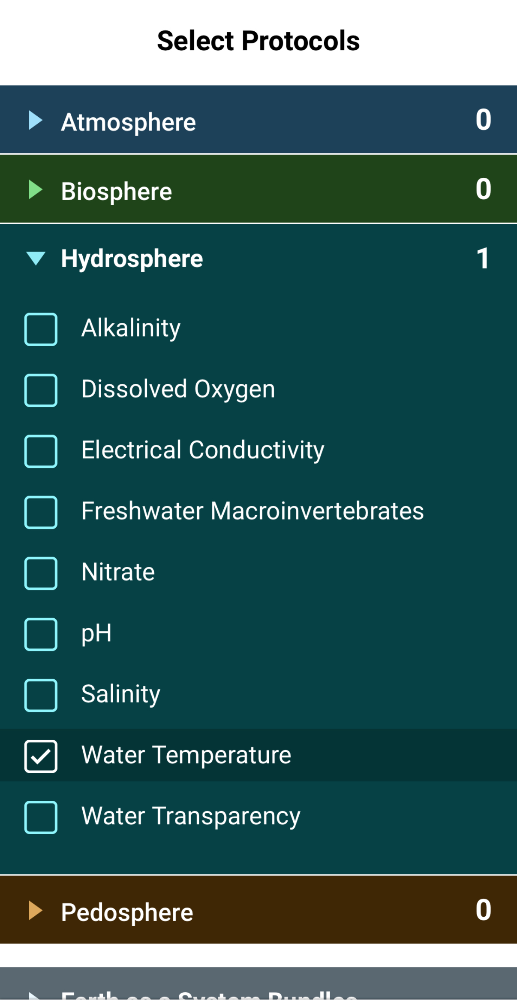 Select Protocols
Atmosphere 0
Biosphere 0
Hydrosphere 1
Alkalinity
Dissolved Oxygen
Electrical Conductivity
Freshwater Macroinvertebrates
Nitrate
pH
Salinity
Water Temperature
Water Transparency
Pedosphere 0
Earth as a System Bundles